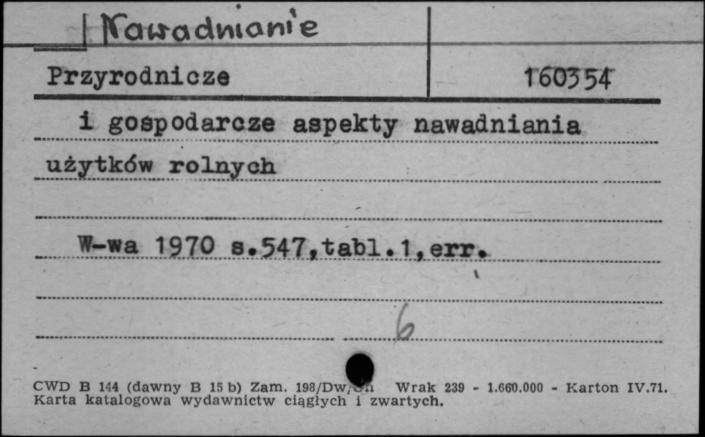 Nawadnianie
Przyrodnicze 160354
i gospodarcze aspekty nawadniania
użytków rolnych
W-wa 1970 s.547,tabl.1,err.
6
CWD B 144 (dawny B 15 b) Zam. 198/Dw/ Wrak 239 - 1.660.000 - Karton IV.71.
Karta katalogowa wydawnictw ciągłych i zwartych.